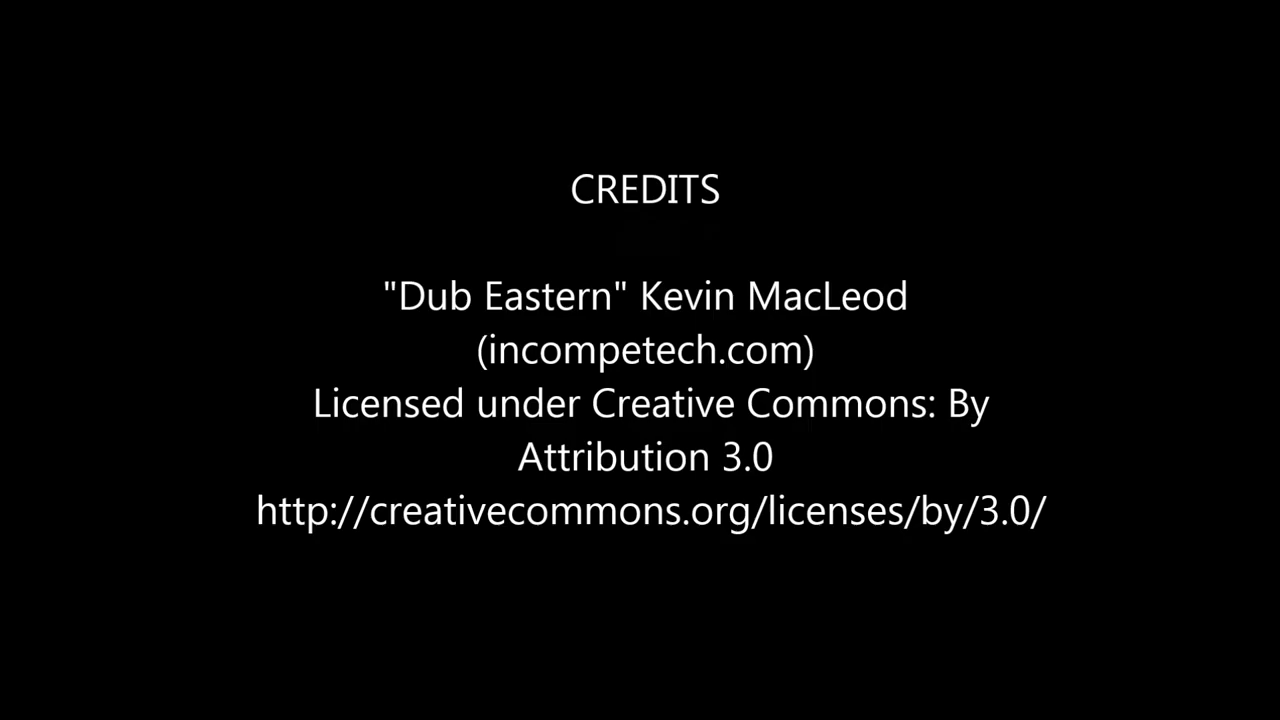 CREDITS
"Dub Eastern" Kevin MacLeod
(incompetech.com)
Licensed under Creative Commons: By
Attribution 3.0
http://creativecommons.org/licenses/by/3.0/